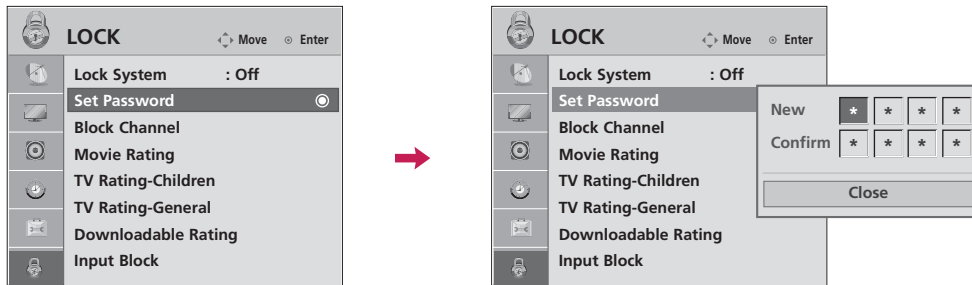 LOCK
Move Enter
Lock System : Off
Set Password
Block Channel
Movie Rating
TV Rating-Children
TV Rating-General
Downloadable Rating
Input Block
LOCK
Move Enter
Lock System : Off
Set Password
Block Channel
Movie Rating
TV Rating-Children
TV Rating-General
Downloadable Rating
Input Block
New * * * *
Confirm * * * *
Close